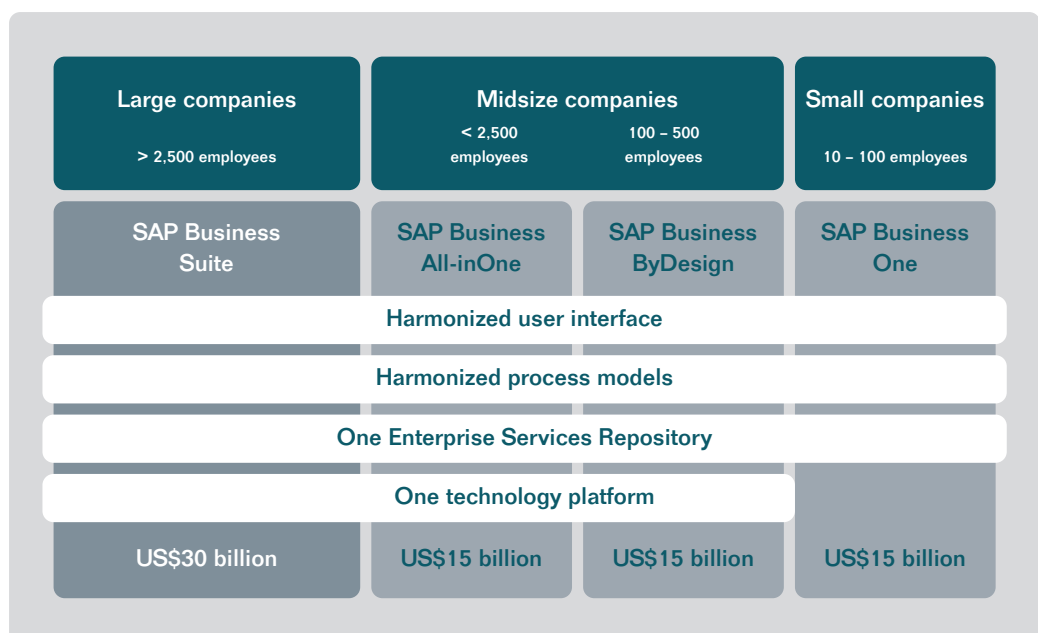 Large companies
> 2,500 employees
Midsize companies
< 2,500
employees
100 – 500
employees
Small companies
10 – 100 employees
SAP Business
Suite
SAP Business
All-inOne
SAP Business
ByDesign
SAP Business
One
Harmonized user interface
Harmonized process models
One Enterprise Services Repository
One technology platform
US$30 billion
US$15 billion
US$15 billion
US$15 billion